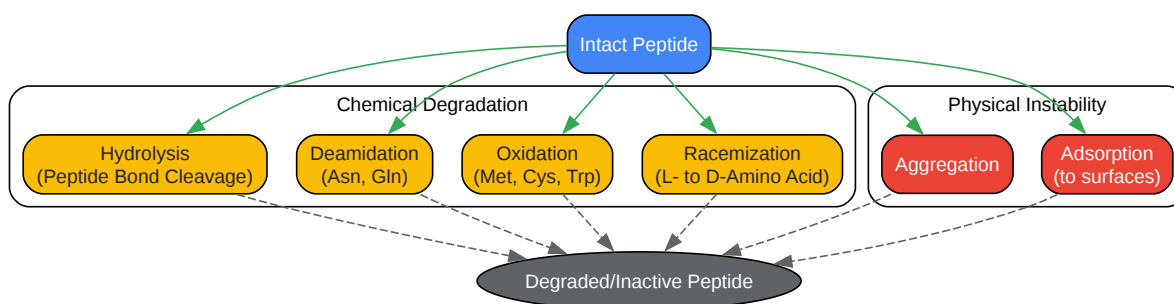 Intact Peptide
Chemical Degradation
Physical Instability
Hydrolysis
(Peptide Bond Cleavage)
Deamidation
(Asn, Gln)
Oxidation
(Met, Cys, Trp)
Racemization
(L- to D-Amino Acid)
Aggregation
Adsorption
(to surfaces)
Degraded/Inactive Peptide